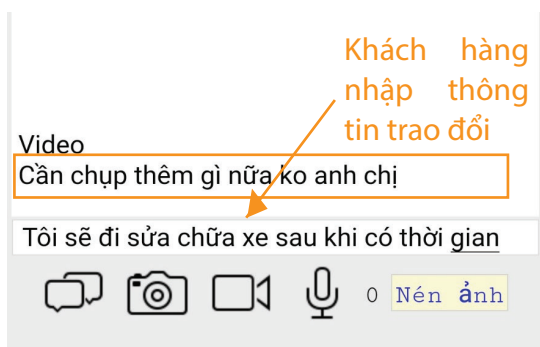 Khách hàng
nhập thông
tin trao đổi
Video
Cần chụp thêm gì nữa ko anh chị
Tôi sẽ đi sửa chữa xe sau khi có thời gian
0 Nén ảnh